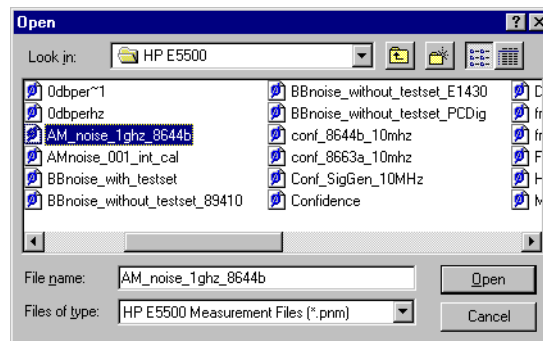 Open
Look in: HP E5500
0dbper~1
0dbperhz
AM_noise_1ghz_8644b
AMnoise_001_int_cal
BBnoise_with_testset
BBnoise_without_testset_89410
BBnoise_without_testset_E1430
BBnoise_without_testset_PCDig
conf_8644b_10mhz
conf_8663a_10mhz
Conf_SigGen_10MHz
Confidence
File name: AM_noise_1ghz_8644b
Open
Files of type: HP E5500 Measurement Files (*.pnm)
Cancel